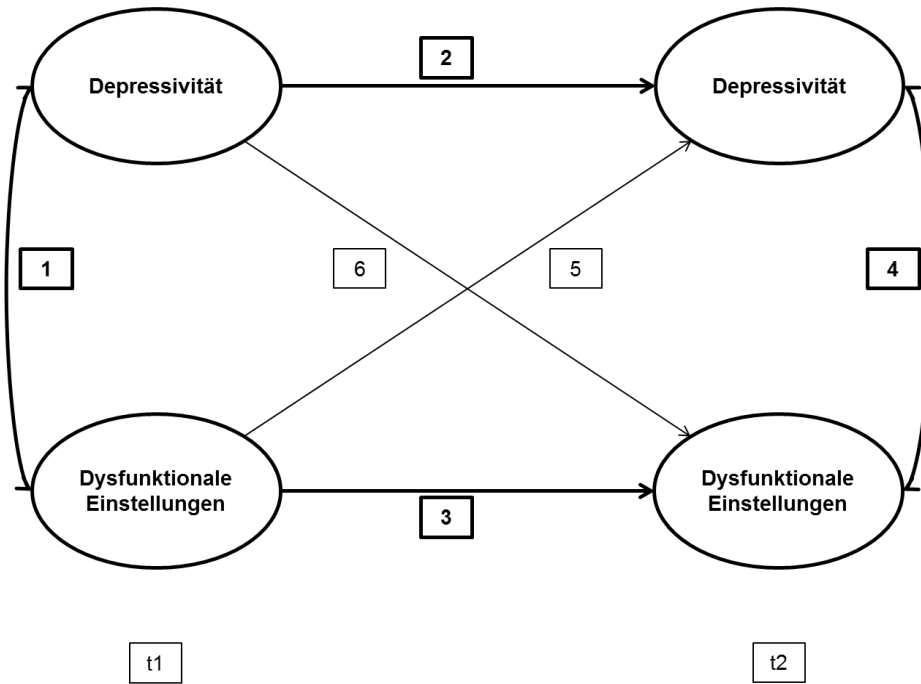 2
Depressivität
Depressivität
1
6
5
4
Dysfunktionale
Einstellungen
Dysfunktionale
Einstellungen
3
t1
t2